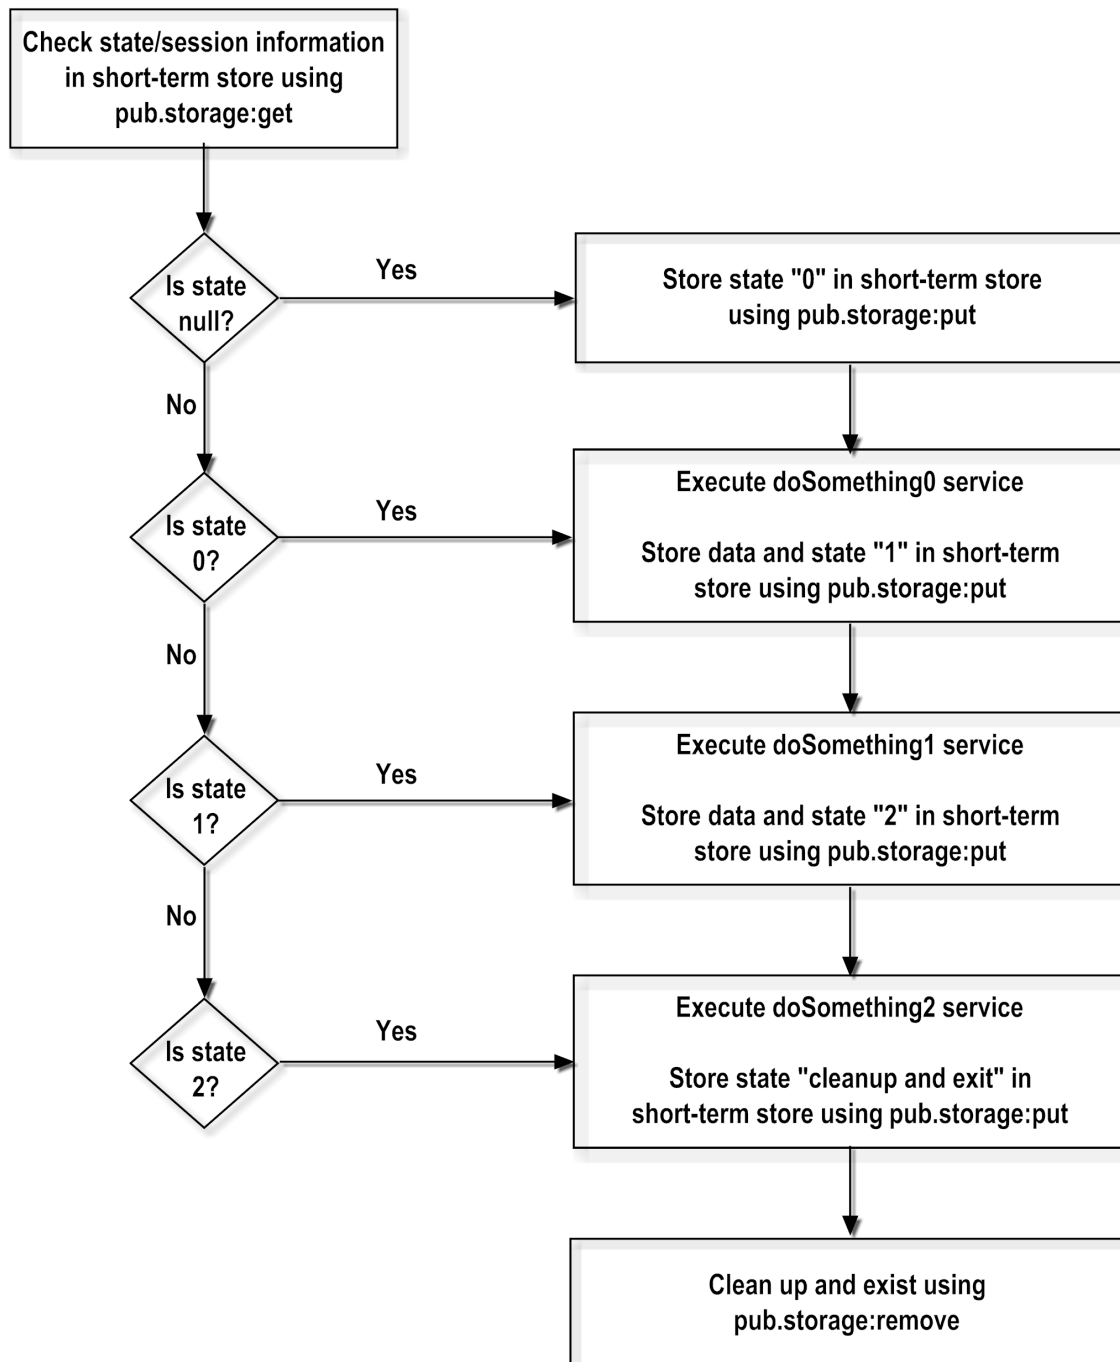 Check state/session information
in short-term store using
pub.storage:get
Is state
null?
Yes
Store state "0" in short-term store
using pub.storage:put
No
Is state
0?
Yes
Execute doSomething0 service
Store data and state "1" in short-term
store using pub.storage:put
No
Is state
1?
Yes
Execute doSomething1 service
Store data and state "2" in short-term
store using pub.storage:put
No
Is state
2?
Yes
Execute doSomething2 service
Store state "cleanup and exit" in
short-term store using pub.storage:put
Clean up and exist using
pub.storage:remove